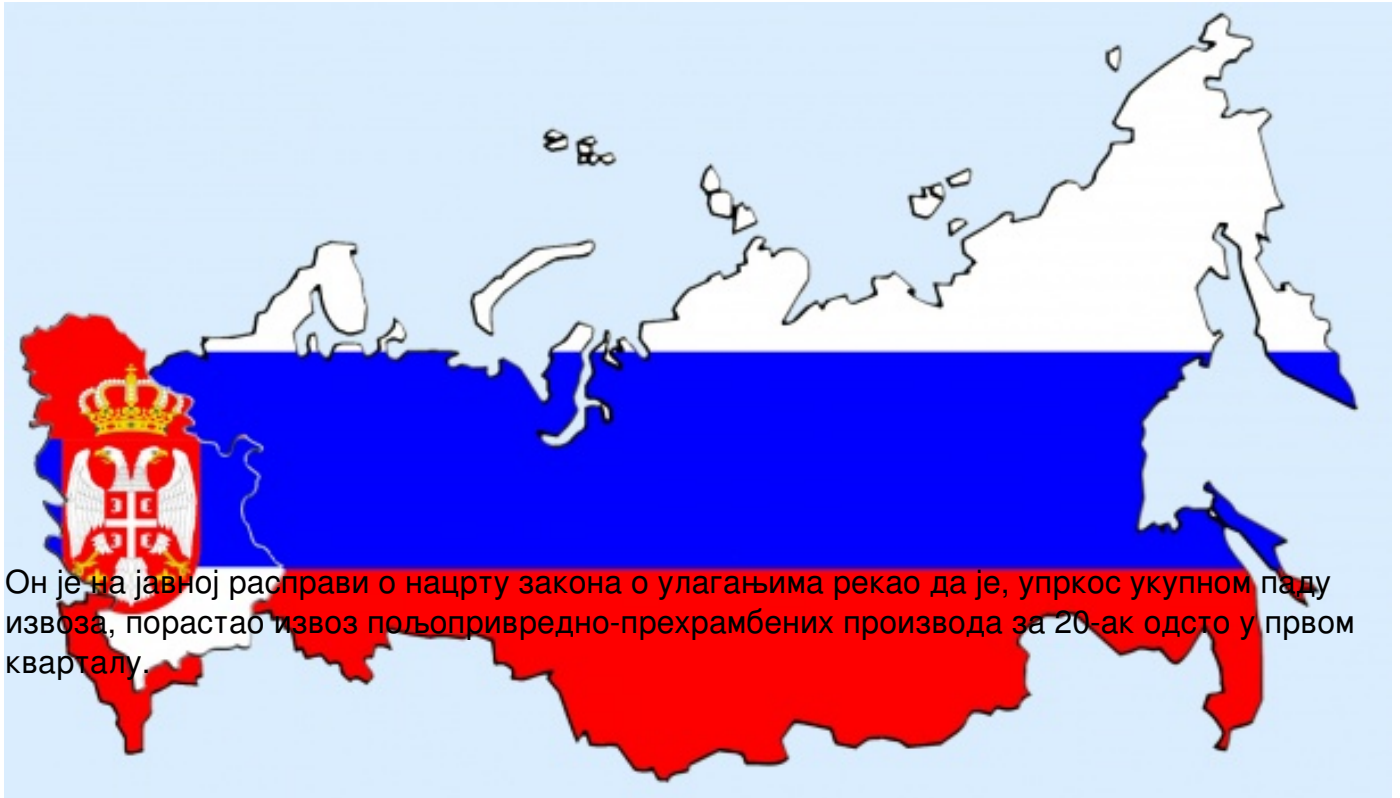 Он је на јавној расправи о нацрту закона о улагањима рекао да је, упркос укупном паду
извоза, порастао извоз пољопривредно-прехрамбених производа за 20-ак одсто у првом
кварталу.